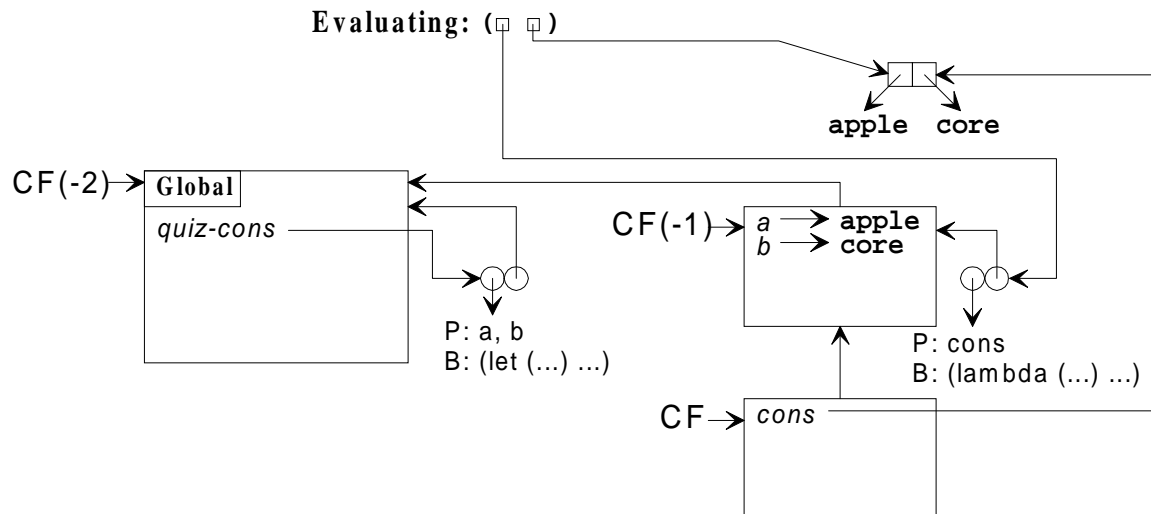 Evaluating: ( )
apple core
CF(-2)
Global
quiz-cons
P: a, b
B: (let (...) ...)
CF(-1)
a apple
b core
P: cons
B: (lambda (...) ...)
CF
cons